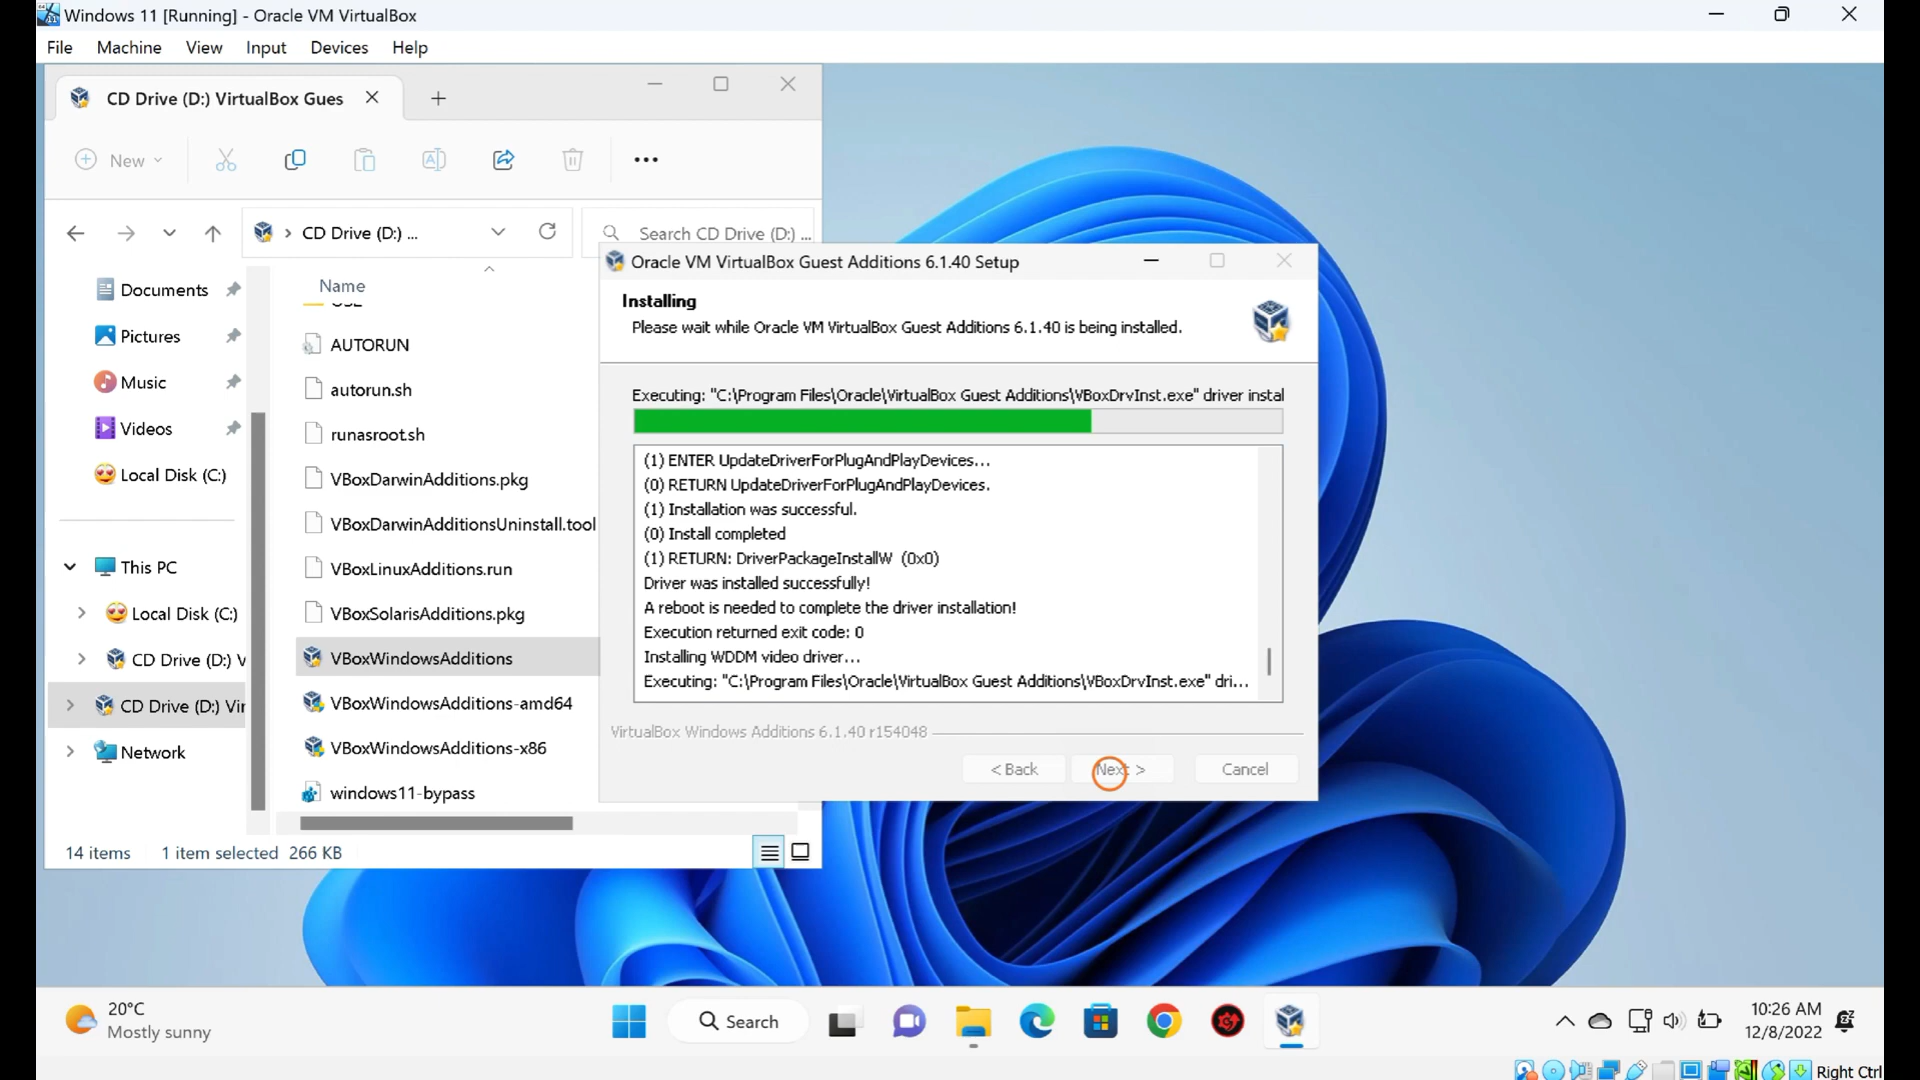 Windows 11 [Running] - Oracle VM VirtualBox
File Machine View Input Devices Help
CD Drive (D:) VirtualBox Gues
New
CD Drive (D:) ...
Search CD Drive (D:) ...
Documents
Pictures
Music
Videos
Local Disk (C:)
This PC
Local Disk (C:)
CD Drive (D:) V
CD Drive (D:) Vir
Network
Name
AUTORUN
autorun.sh
runasroot.sh
VBoxDarwinAdditions.pkg
VBoxDarwinAdditionsUninstall.tool
VBoxLinuxAdditions.run
VBoxSolarisAdditions.pkg
VBoxWindowsAdditions
VBoxWindowsAdditions-amd64
VBoxWindowsAdditions-x86
windows11-bypass
14 items 1 item selected 266 KB
Oracle VM VirtualBox Guest Additions 6.1.40 Setup
Installing
Please wait while Oracle VM VirtualBox Guest Additions 6.1.40 is being installed.
Executing: "C:\Program Files\Oracle\VirtualBox Guest Additions\VBoxDrvInst.exe" driver instal
(1) ENTER UpdateDriverForPlugAndPlayDevices...
(0) RETURN UpdateDriverForPlugAndPlayDevices.
(1) Installation was successful.
(0) Install completed
(1) RETURN: DriverPackageInstallW (0x0)
Driver was installed successfully!
A reboot is needed to complete the driver installation!
Execution returned exit code: 0
Installing WDDM video driver...
Executing: "C:\Program Files\Oracle\VirtualBox Guest Additions\VBoxDrvInst.exe" dri...
VirtualBox Windows Additions 6.1.40 r154048
< Back Next > Cancel
20°C
Mostly sunny
Search
10:26 AM
12/8/2022
Right Ctrl